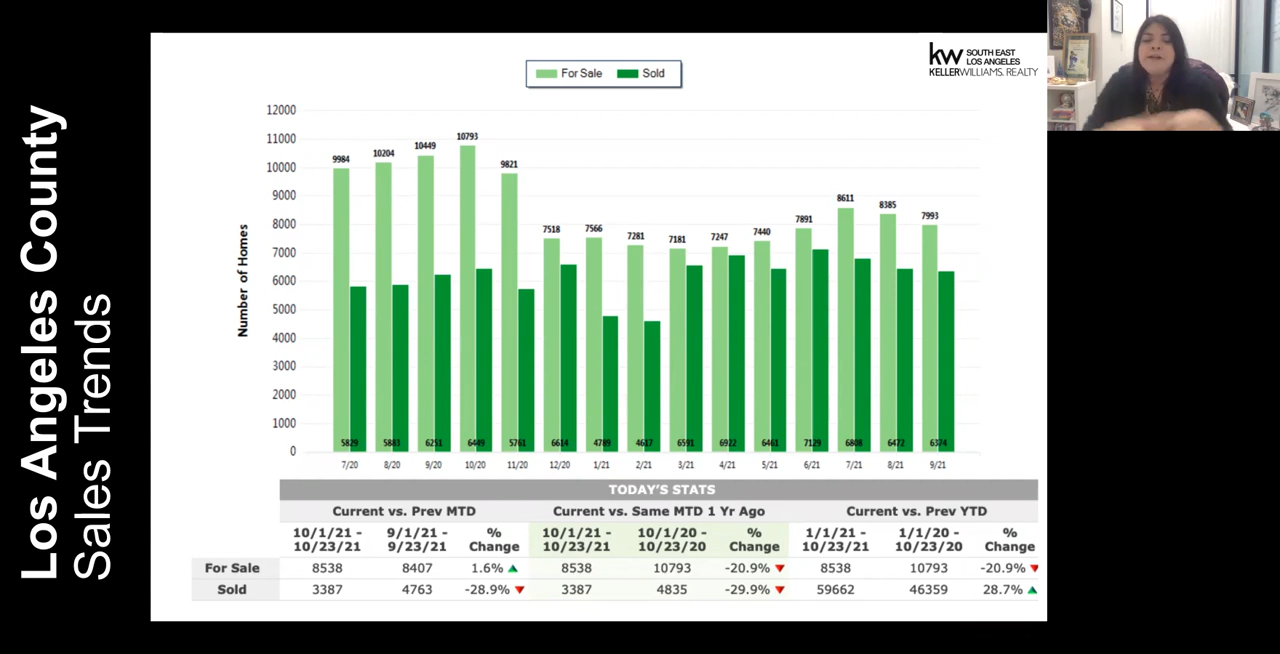 Los Angeles County
Sales Trends
kw SOUTH EAST
LOS ANGELES
KELLERWILLIAMS. REALTY
For Sale Sold
Number of Homes
12000
11000
10000
9000
8000
7000
6000
5000
4000
3000
2000
1000
0
9984 10204 10449 10793 9821 7518 7566 7281 7181 7247 7440 7891 8611 8385 7993
5829 5883 6251 6449 5761 6614 4789 4617 6591 6922 6461 7129 6808 6472 6374
7/20 8/20 9/20 10/20 11/20 12/20 1/21 2/21 3/21 4/21 5/21 6/21 7/21 8/21 9/21
TODAY'S STATS
Current vs. Prev MTD Current vs. Same MTD 1 Yr Ago Current vs. Prev YTD
10/1/21 - 9/1/21 - % 10/1/21 - 10/1/20 - % 1/1/21 - 1/1/20 - %
10/23/21 9/23/21 Change 10/23/21 10/23/20 Change 10/23/21 10/23/20 Change
For Sale 8538 8407 1.6% 8538 10793 -20.9% 8538 10793 -20.9%
Sold 3387 4763 -28.9% 3387 4835 -29.9% 59662 46359 28.7%